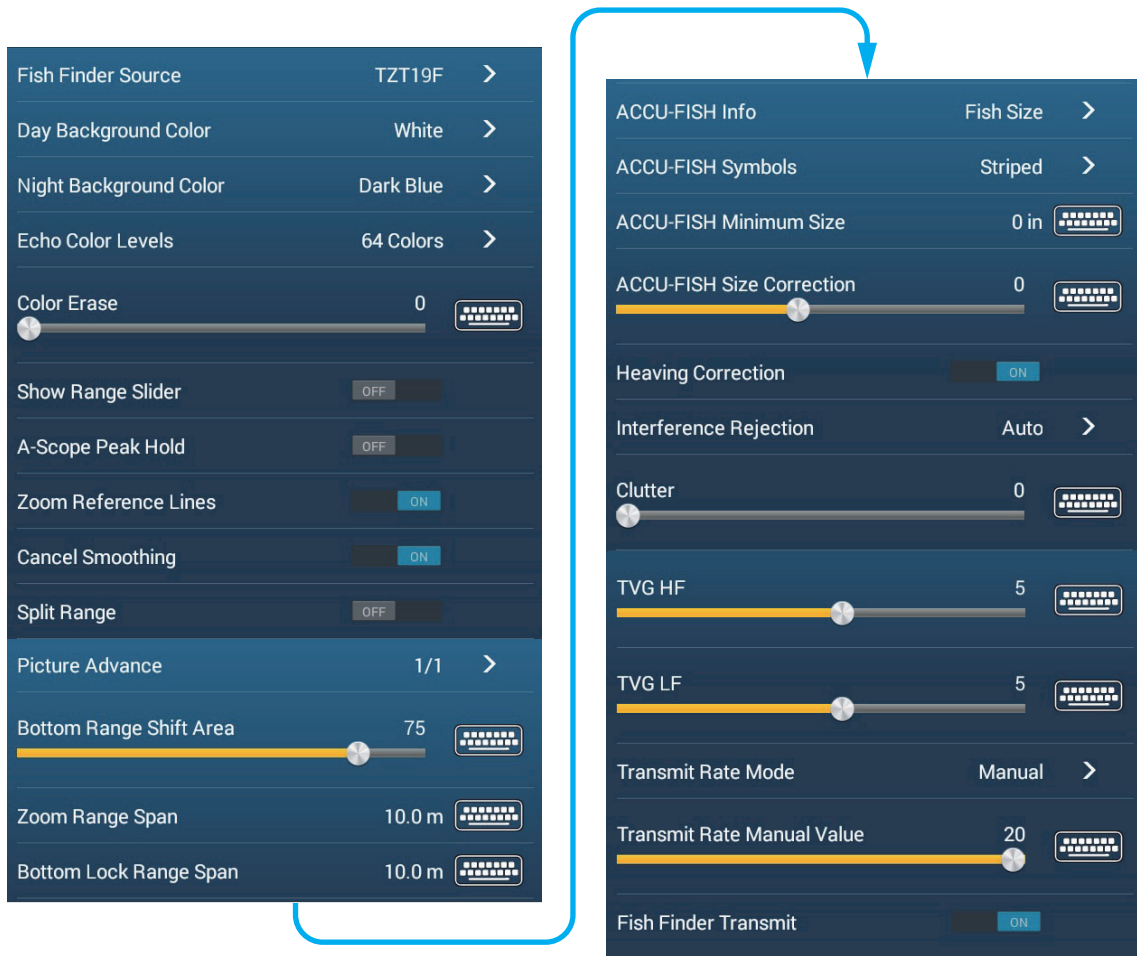 Fish Finder Source TZT19F
Day Background Color White
Night Background Color Dark Blue
Echo Color Levels 64 Colors
Color Erase 0
Show Range Slider OFF
A-Scope Peak Hold OFF
Zoom Reference Lines ON
Cancel Smoothing ON
Split Range OFF
Picture Advance 1/1
Bottom Range Shift Area 75
Zoom Range Span 10.0 m
Bottom Lock Range Span 10.0 m
ACCU-FISH Info Fish Size
ACCU-FISH Symbols Striped
ACCU-FISH Minimum Size 0 in
ACCU-FISH Size Correction 0
Heaving Correction ON
Interference Rejection Auto
Clutter 0
TVG HF 5
TVG LF 5
Transmit Rate Mode Manual
Transmit Rate Manual Value 20
Fish Finder Transmit ON